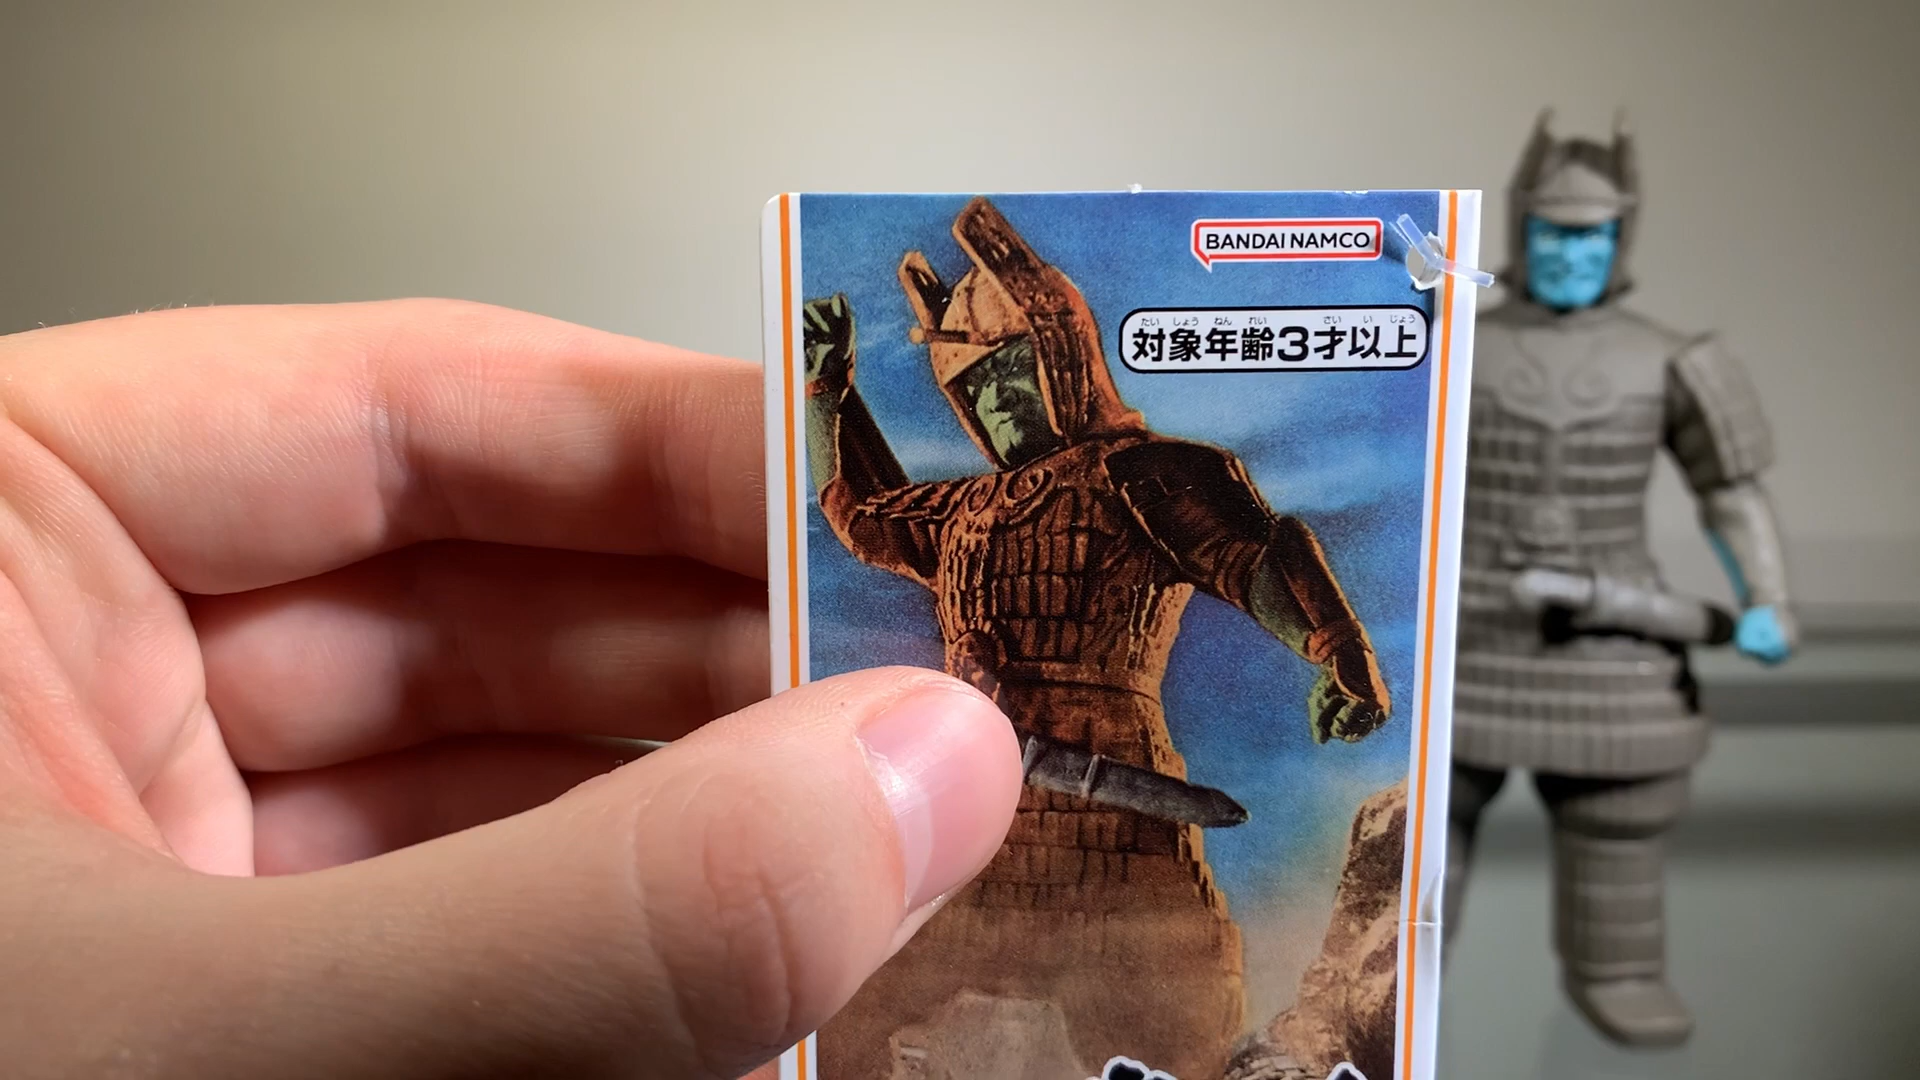 BANDAI NAMCO
たい しょう ねん れい さい い じょう
対象年齢3才以上